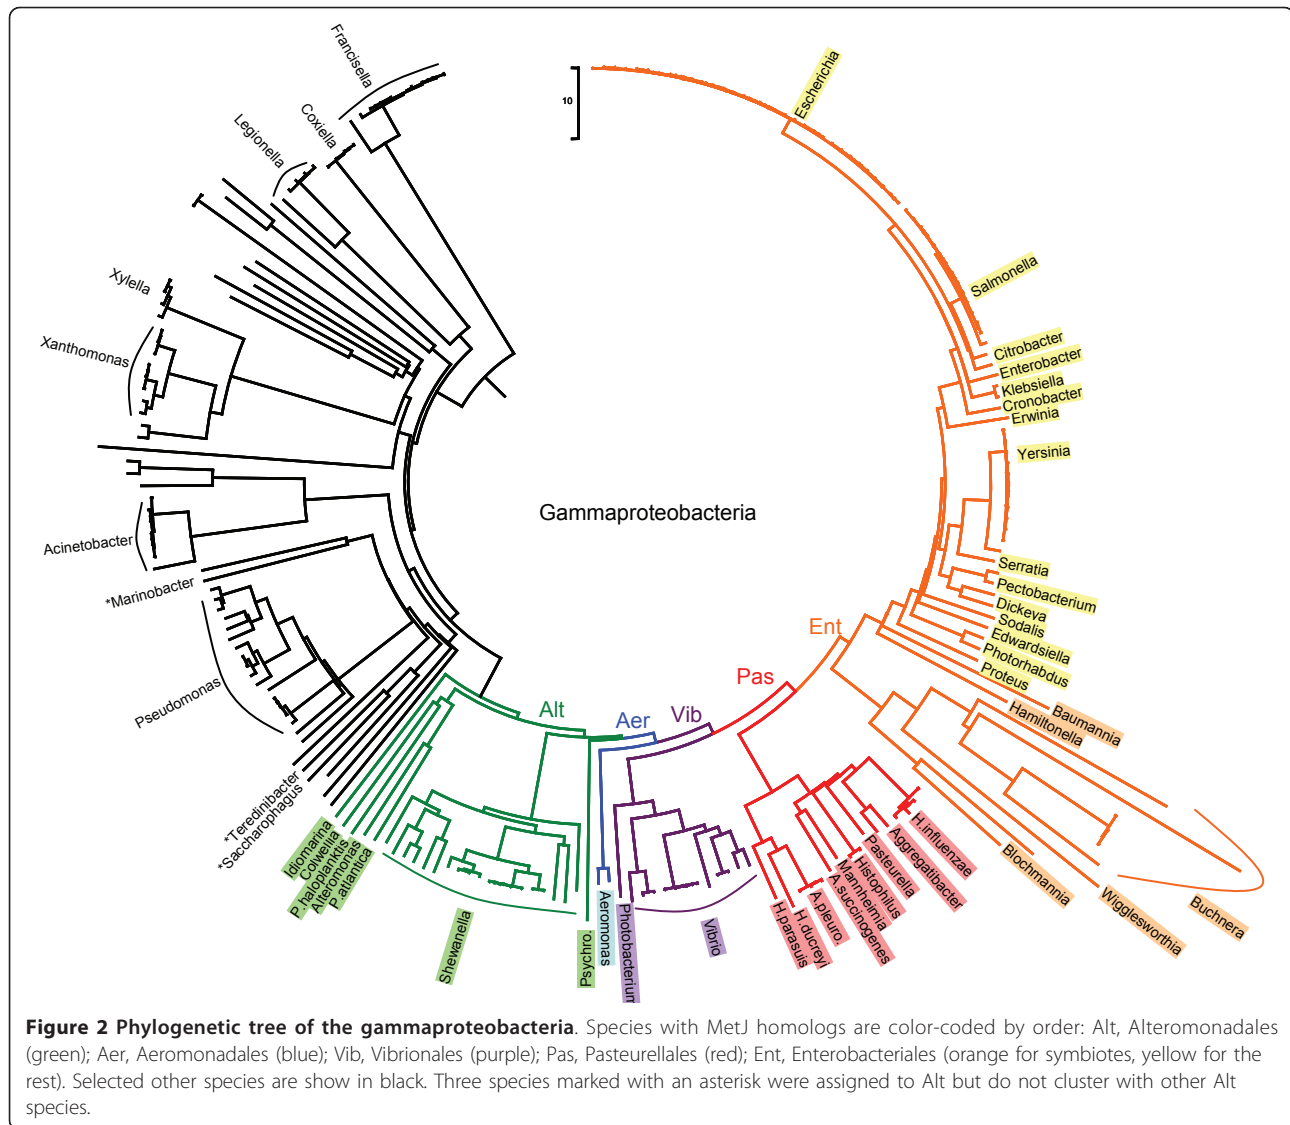 Francisella
Coxiella
Legionella
Xylella
Xanthomonas
Acinetobacter
*Marinobacter
Pseudomonas
*Teredinibacter
*Saccharophagus
10
Gammaproteobacteria
Escherichia
Salmonella
Citrobacter
Enterobacter
Klebsiella
Cronobacter
Erwinia
Yersinia
Serratia
Pectobacterium
Dickeya
Sodalis
Edwardsiella
Photorhabdus
Proteus
Baumannia
Hamiltonella
Buchnera
Wigglesworthia
Blochmannia
Ent
Pas
Vib
Aer
Alt
H.influenzae
Aggregatibacter
Pasteurella
Histophilus
Mannheimia
A.succinogenes
A.pleuro.
H.ducreyi
H.parasuis
Vibrio
Photobacterium
Aeromonas
Psychro.
Shewanella
P.atlantica
Alteromonas
P.haloplanktis
Colwellia
Idiomarina
Figure 2 Phylogenetic tree of the gammaproteobacteria. Species with MetJ homologs are color-coded by order: Alt, Alteromonadales
(green); Aer, Aeromonadales (blue); Vib, Vibrionales (purple); Pas, Pasteurellales (red); Ent, Enterobacteriales (orange for symbiotes, yellow for the
rest). Selected other species are show in black. Three species marked with an asterisk were assigned to Alt but do not cluster with other Alt
species.